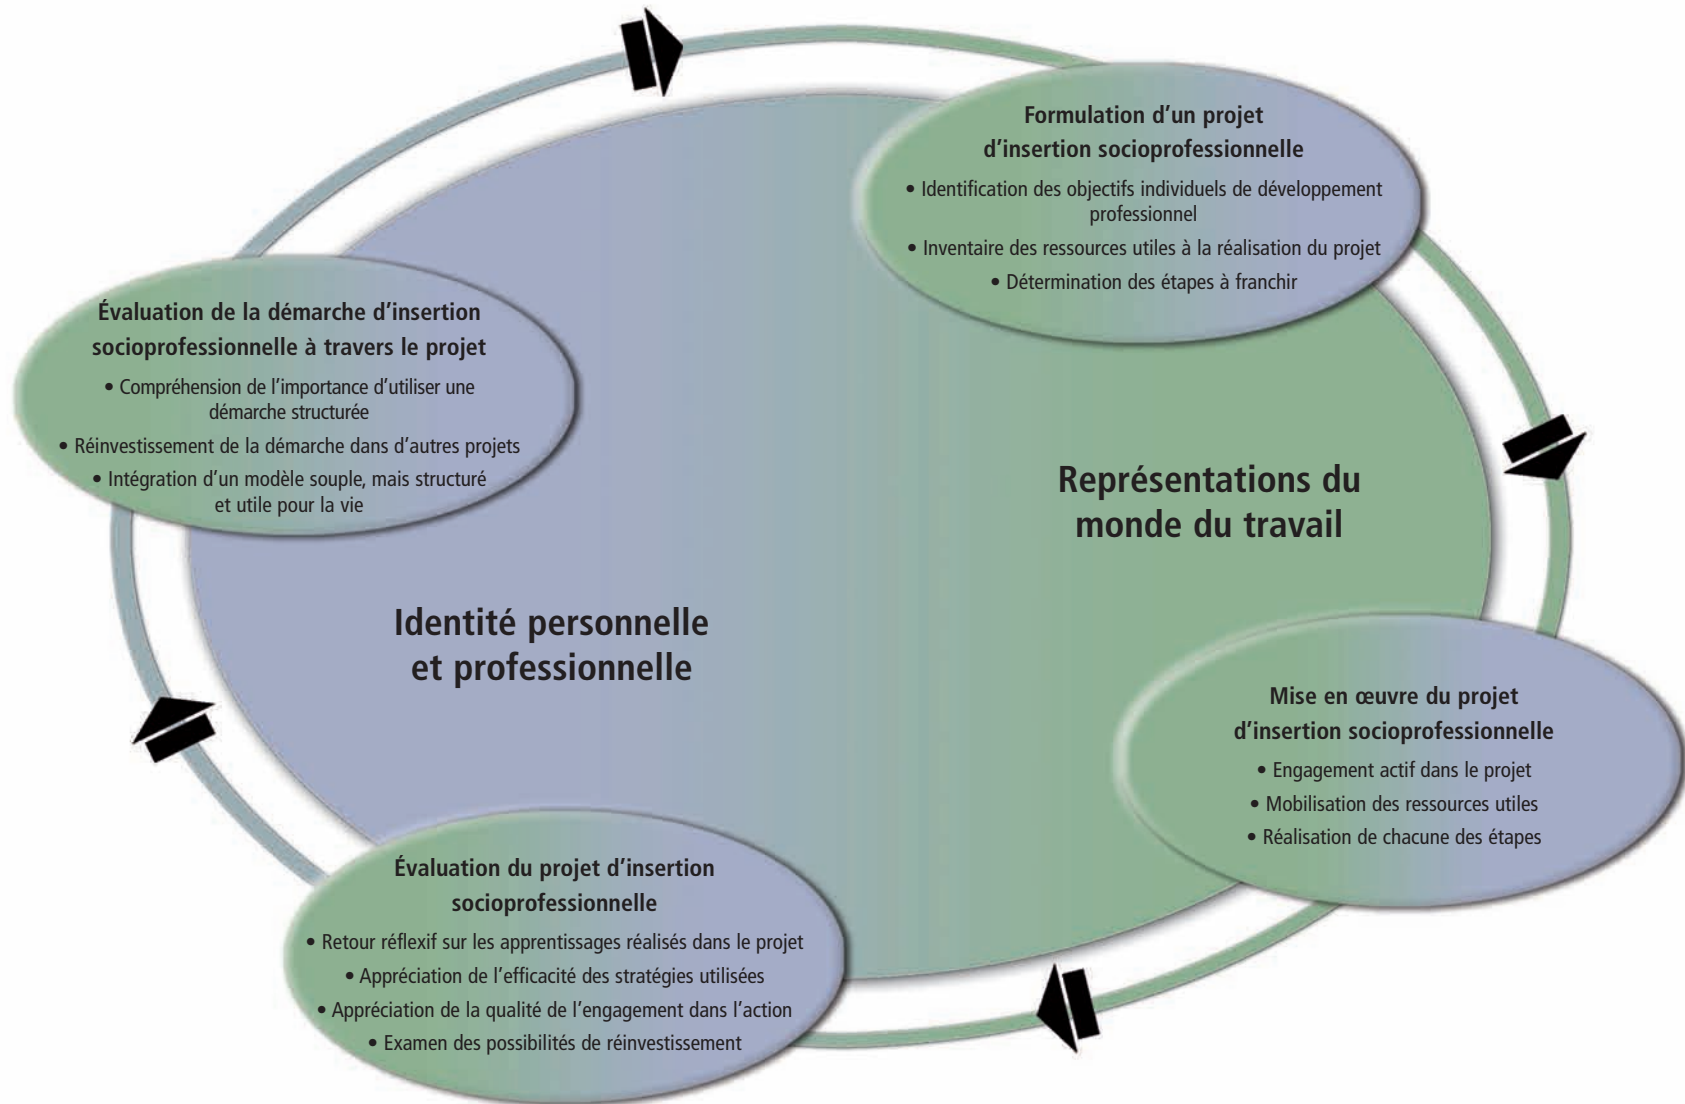 Formulation d’un projet
d’insertion socioprofessionnelle
• Identification des objectifs individuels de développement
professionnel
• Inventaire des ressources utiles à la réalisation du projet
• Détermination des étapes à franchir
Évaluation de la démarche d’insertion
socioprofessionnelle à travers le projet
• Compréhension de l’importance d’utiliser une
démarche structurée
• Réinvestissement de la démarche dans d’autres projets
• Intégration d’un modèle souple, mais structuré
et utile pour la vie
Représentations du
monde du travail
Identité personnelle
et professionnelle
Mise en œuvre du projet
d’insertion socioprofessionnelle
• Engagement actif dans le projet
• Mobilisation des ressources utiles
• Réalisation de chacune des étapes
Évaluation du projet d’insertion
socioprofessionnelle
• Retour réflexif sur les apprentissages réalisés dans le projet
• Appréciation de l’efficacité des stratégies utilisées
• Appréciation de la qualité de l’engagement dans l’action
• Examen des possibilités de réinvestissement